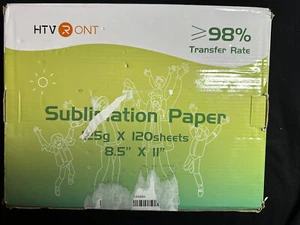 HTVRONT
≥98%
Transfer Rate
Sublimation Paper
125g X 120sheets
8.5" X 11"